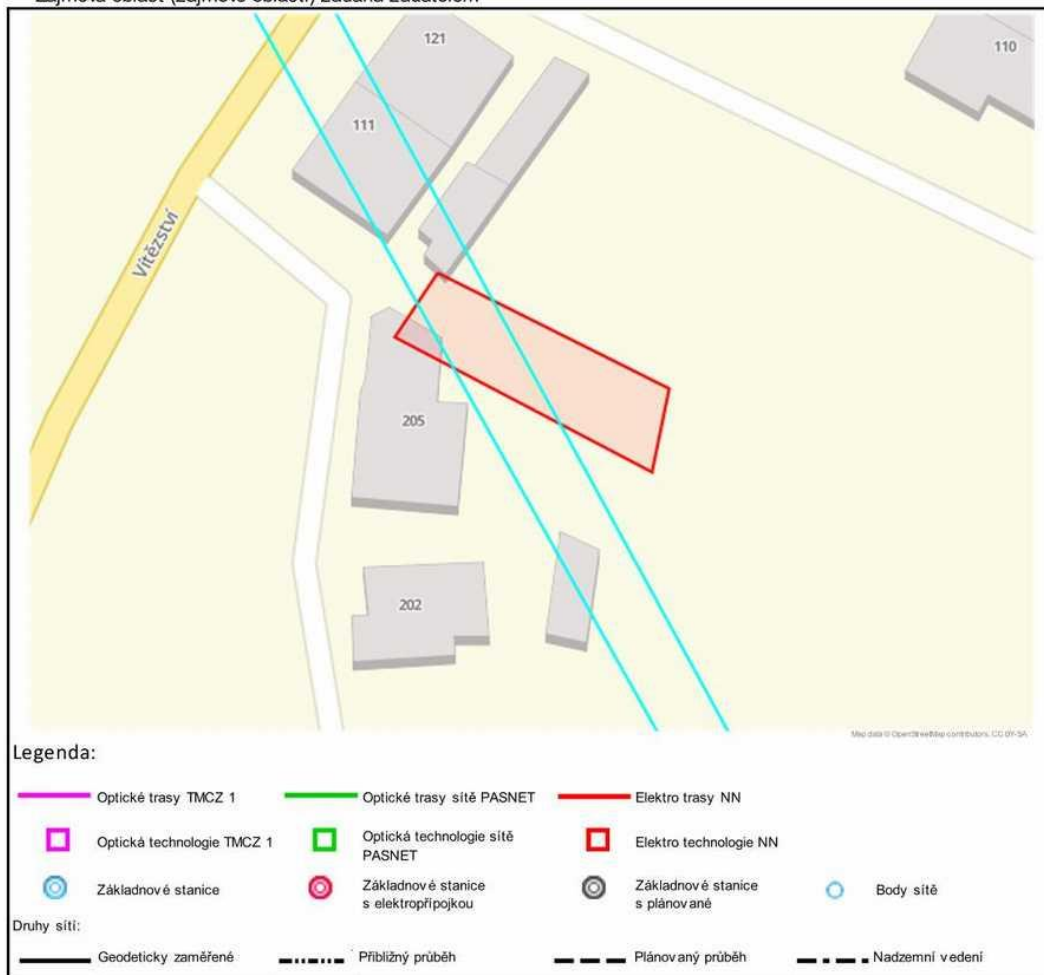 Zájmová oblast (zájmové oblasti) zadaná žadatelem
121
110
111
Vítězství
205
202
Map data © OpenStreetMap contributors, CC BY-SA
Legenda:
Optické trasy TMCZ 1 Optické trasy sítě PASNET Elektro trasy NN
Optická technologie TMCZ 1 Optická technologie sítě PASNET Elektro technologie NN
Základnové stanice Základnové stanice s elektropřípojkou Základnové stanice s plánované Body sítě
Druhy sítí:
Geodeticky zaměřené Přibližný průběh Plánovaný průběh Nadzemní vedení